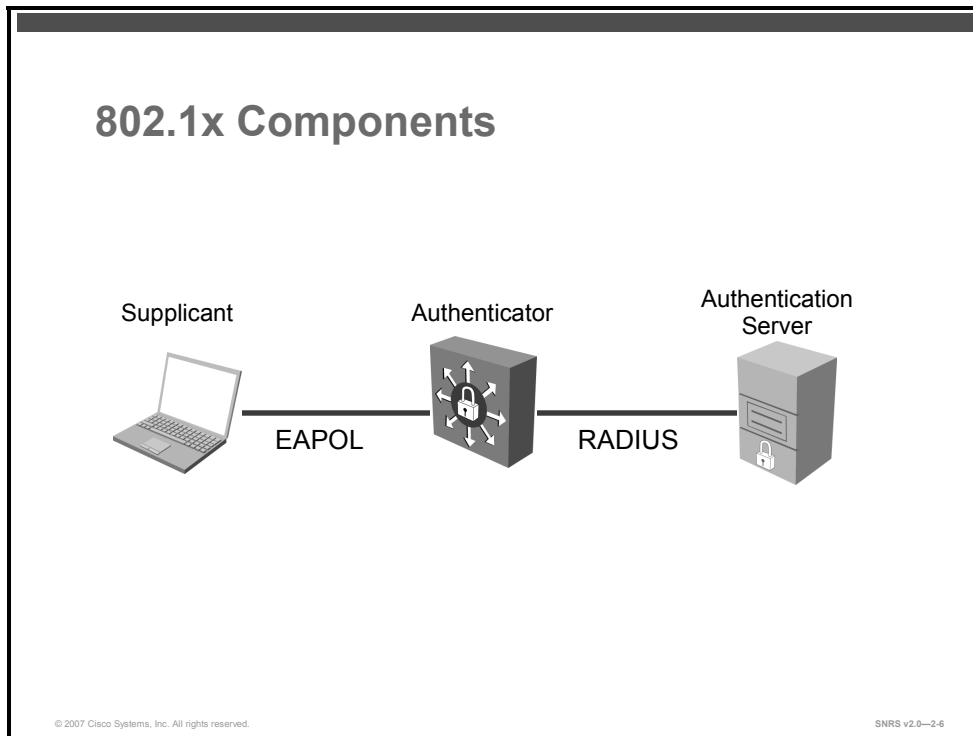 802.1x Components
Supplicant
Authenticator
Authentication
Server
EAPOL
RADIUS
© 2007 Cisco Systems, Inc. All rights reserved.
SNRS v2.0—2-6